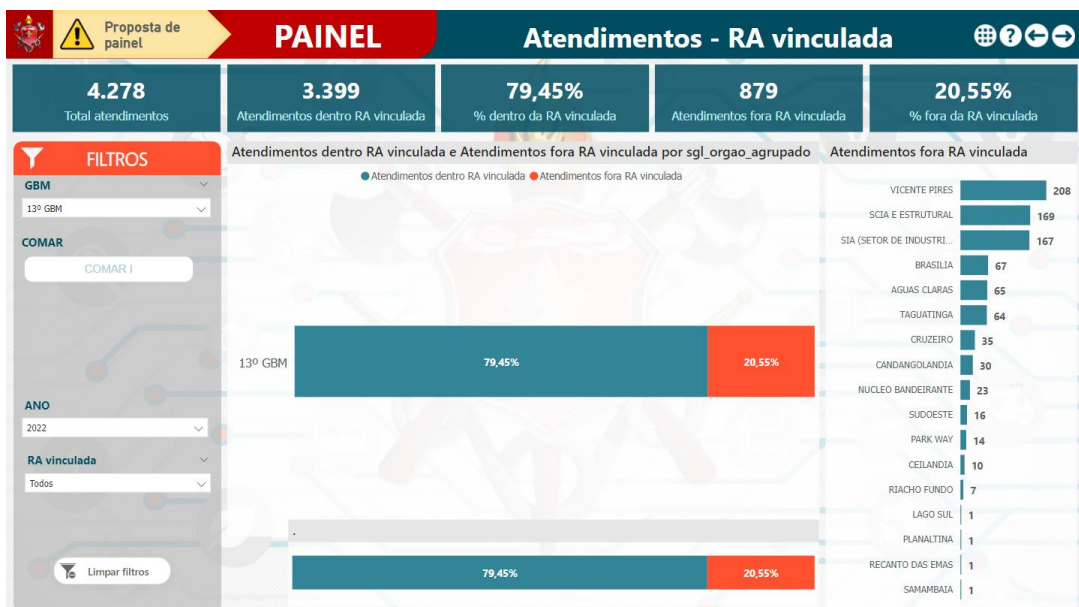 Proposta de
painel
PAINEL
Atendimentos - RA vinculada
4.278
Total atendimentos
3.399
Atendimentos dentro RA vinculada
79,45%
% dentro da RA vinculada
879
Atendimentos fora RA vinculada
20,55%
% fora da RA vinculada
FILTROS
GBM
13º GBM
COMAR
COMAR I
ANO
2022
RA vinculada
Todos
Limpar filtros
Atendimentos dentro RA vinculada e Atendimentos fora RA vinculada por sgl_orgao_agrupado
Atendimentos dentro RA vinculada Atendimentos fora RA vinculada
13º GBM 79,45% 20,55%
.
79,45% 20,55%
Atendimentos fora RA vinculada
VICENTE PIRES 208
SCIA E ESTRUTURAL 169
SIA (SETOR DE INDUSTRI... 167
BRASILIA 67
AGUAS CLARAS 65
TAGUATINGA 64
CRUZEIRO 35
CANDANGOLANDIA 30
NUCLEO BANDEIRANTE 23
SUDOESTE 16
PARK WAY 14
CEILANDIA 10
RIACHO FUNDO 7
LAGO SUL 1
PLANALTINA 1
RECANTO DAS EMAS 1
SAMAMBAIA 1